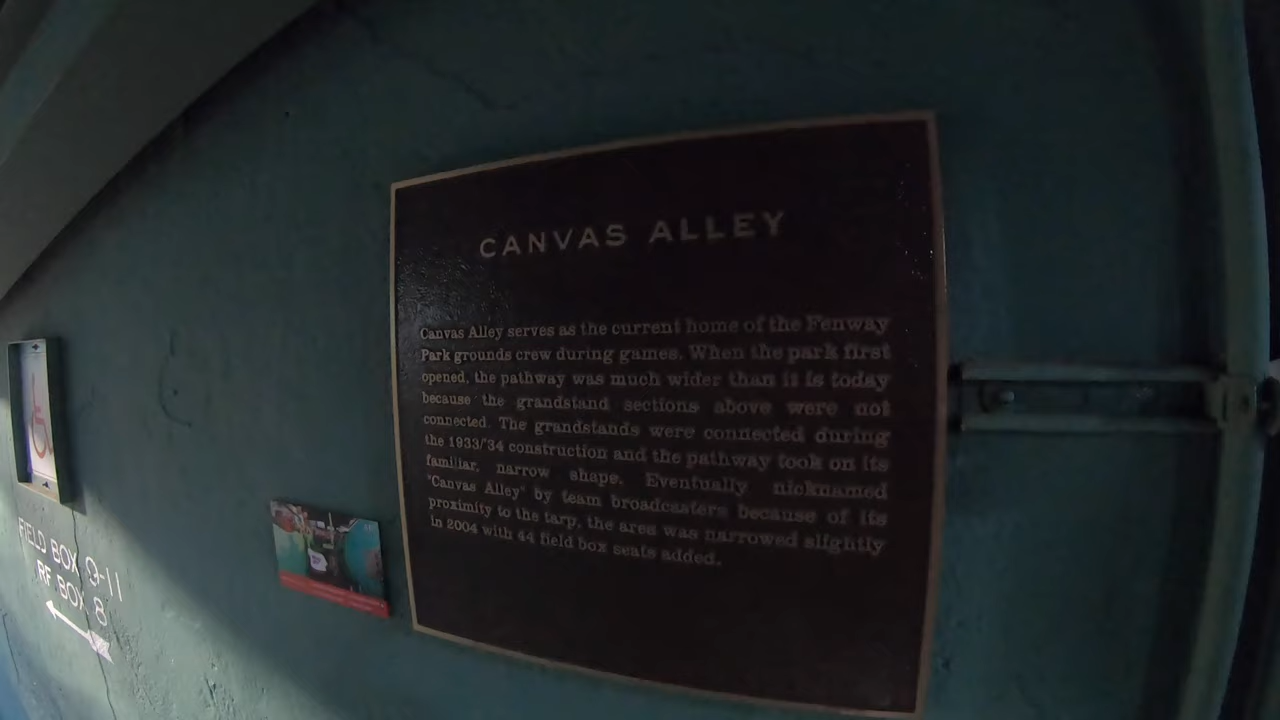 CANVAS ALLEY
Canvas Alley serves as the current home of the Fenway
Park grounds crew during games. When the park first
opened, the pathway was much wider than it is today
because the grandstand sections above were not
connected. The grandstands were connected during
the 1933/'34 construction and the pathway took on its
familiar, narrow shape. Eventually nicknamed
"Canvas Alley" by team broadcasters because of its
proximity to the tarp, the area was narrowed slightly
in 2004 with 44 field box seats added.
FIELD BOX 9-11
RF BOX 8